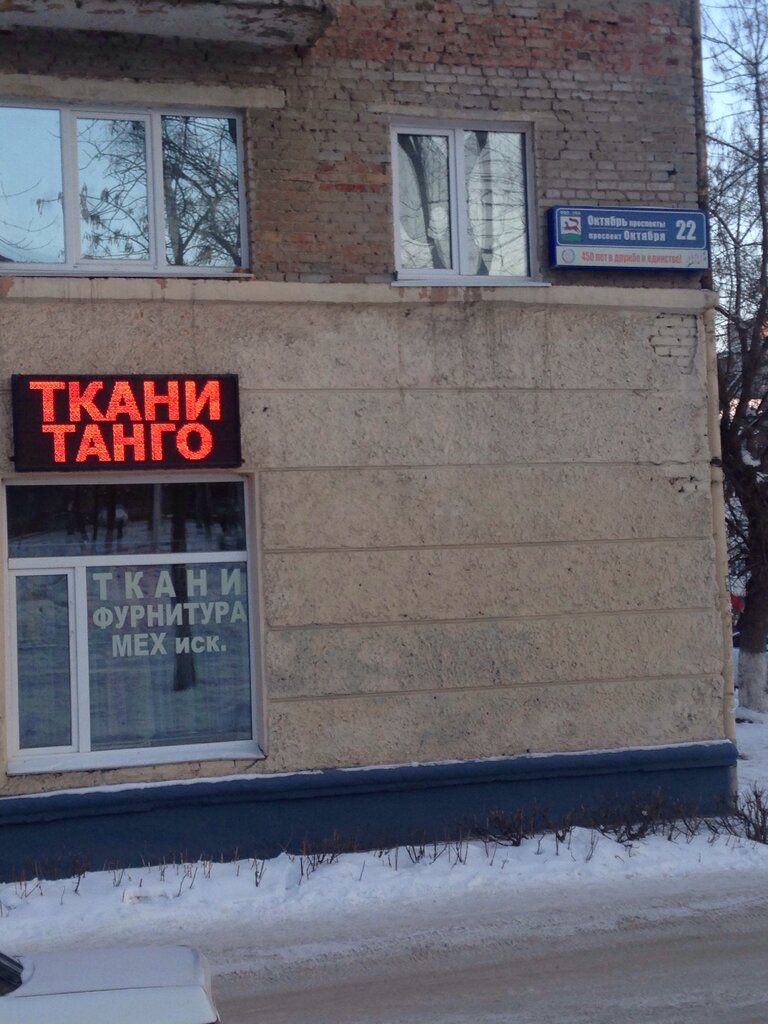 Октябрь проспекты
проспект Октября
22
450 лет в дружбе и единстве!
ТКАНИ
ТАНГО
ТКАНИ
ФУРНИТУРА
МЕХ иск.